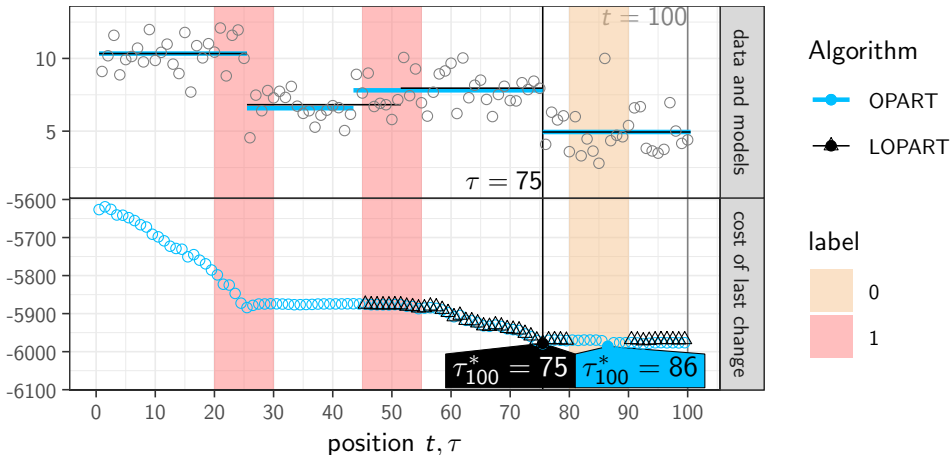 t = 100
10
5
τ = 75
data and models
-5600
-5700
-5800
-5900
-6000
-6100
cost of last change
τ*100 = 75
τ*100 = 86
0 10 20 30 40 50 60 70 80 90 100
position t, τ
Algorithm
OPART
LOPART
label
0
1